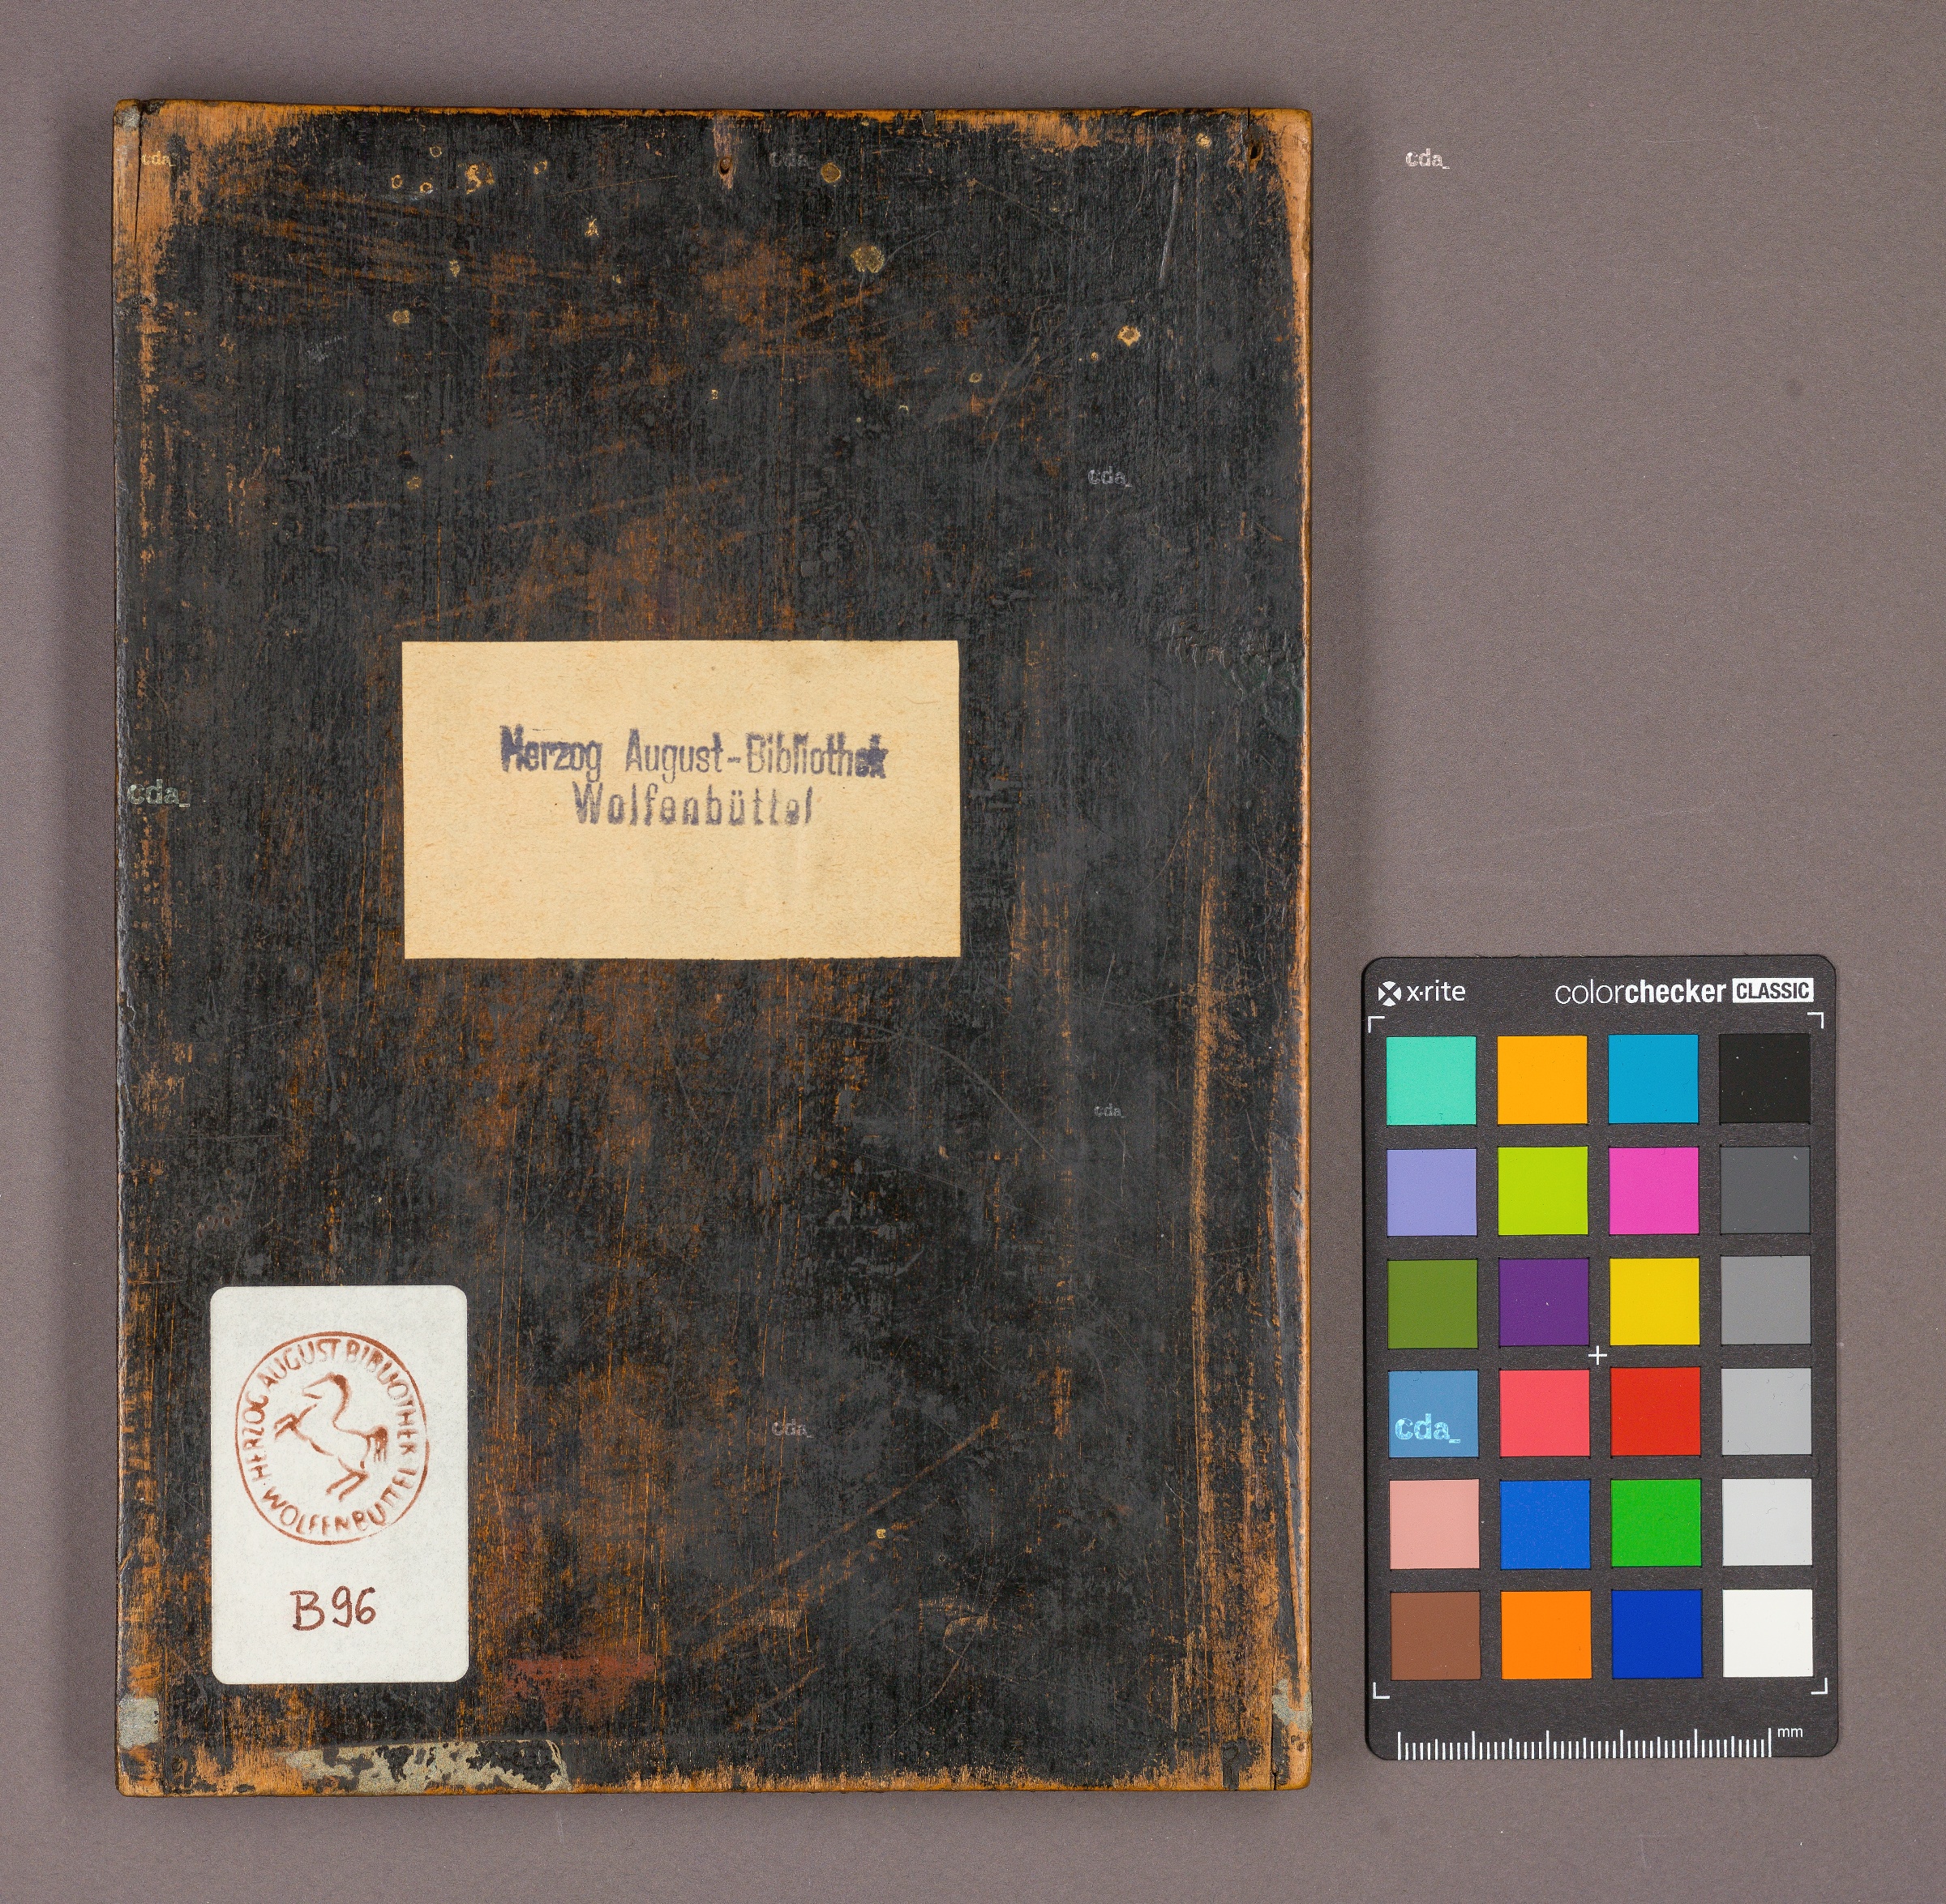 cda_
cda_
cda_
cda_
Herzog August-Bibliothek
Wolfenbüttel
cda_
cda_
x·rite colorchecker CLASSIC
HERZOG AUGUST BIBLIOTHEK
· WOLFENBÜTTEL ·
B 96
cda_
cda_
mm